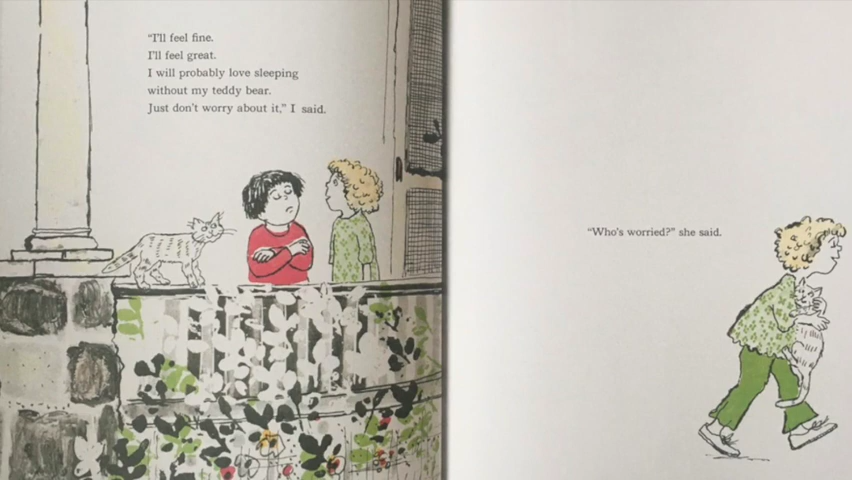 "I'll feel fine.
I'll feel great.
I will probably love sleeping
without my teddy bear.
Just don't worry about it," I said.
"Who's worried?" she said.